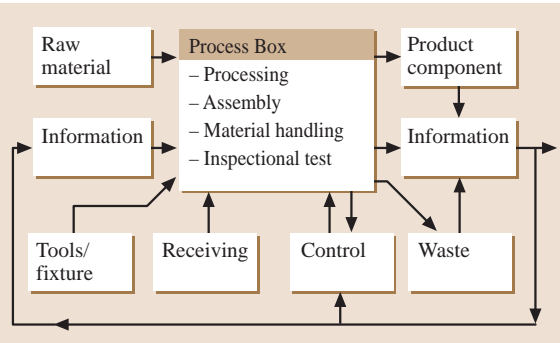 Raw
material
Process Box
– Processing
– Assembly
– Material handling
– Inspectional test
Product
component
Information
Information
Tools/
fixture
Receiving
Control
Waste